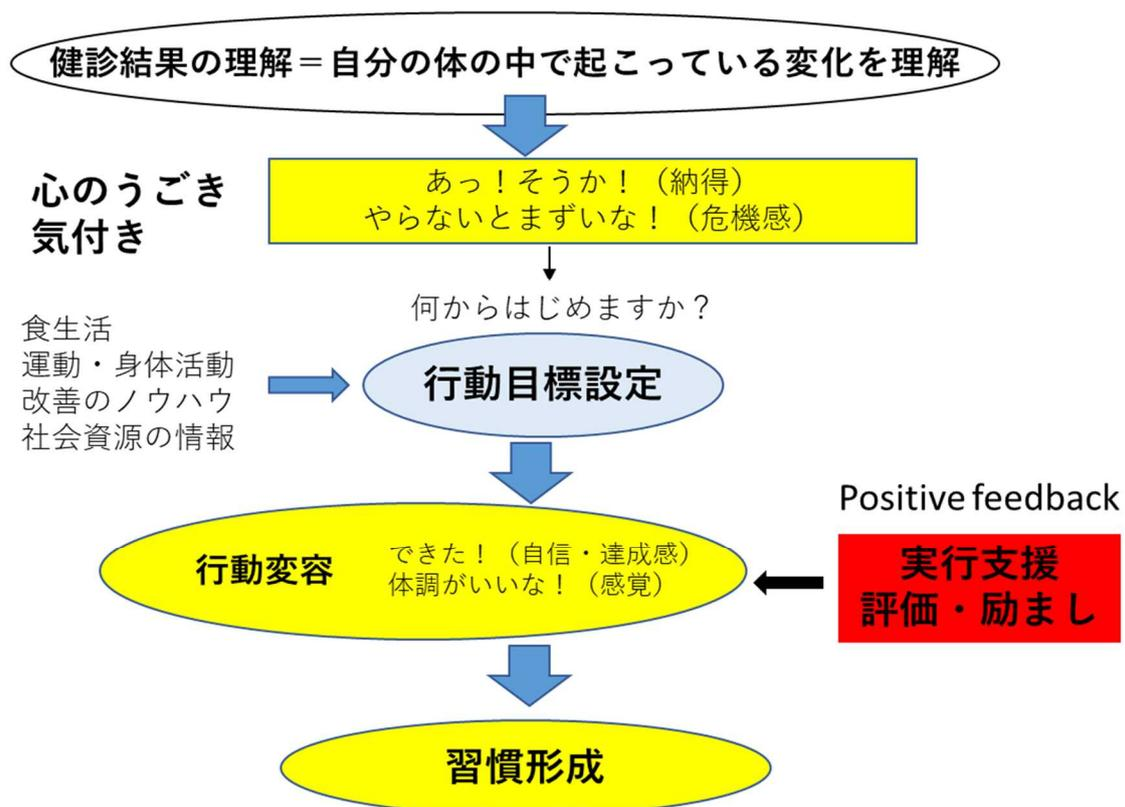 健診結果の理解＝自分の体の中で起こっている変化を理解
心のうごき
気付き
あっ！そうか！（納得）
やらないとまずいな！（危機感）
何からはじめますか？
食生活
運動・身体活動
改善のノウハウ
社会資源の情報
行動目標設定
行動変容
できた！（自信・達成感）
体調がいいな！（感覚）
Positive feedback
実行支援
評価・励まし
習慣形成